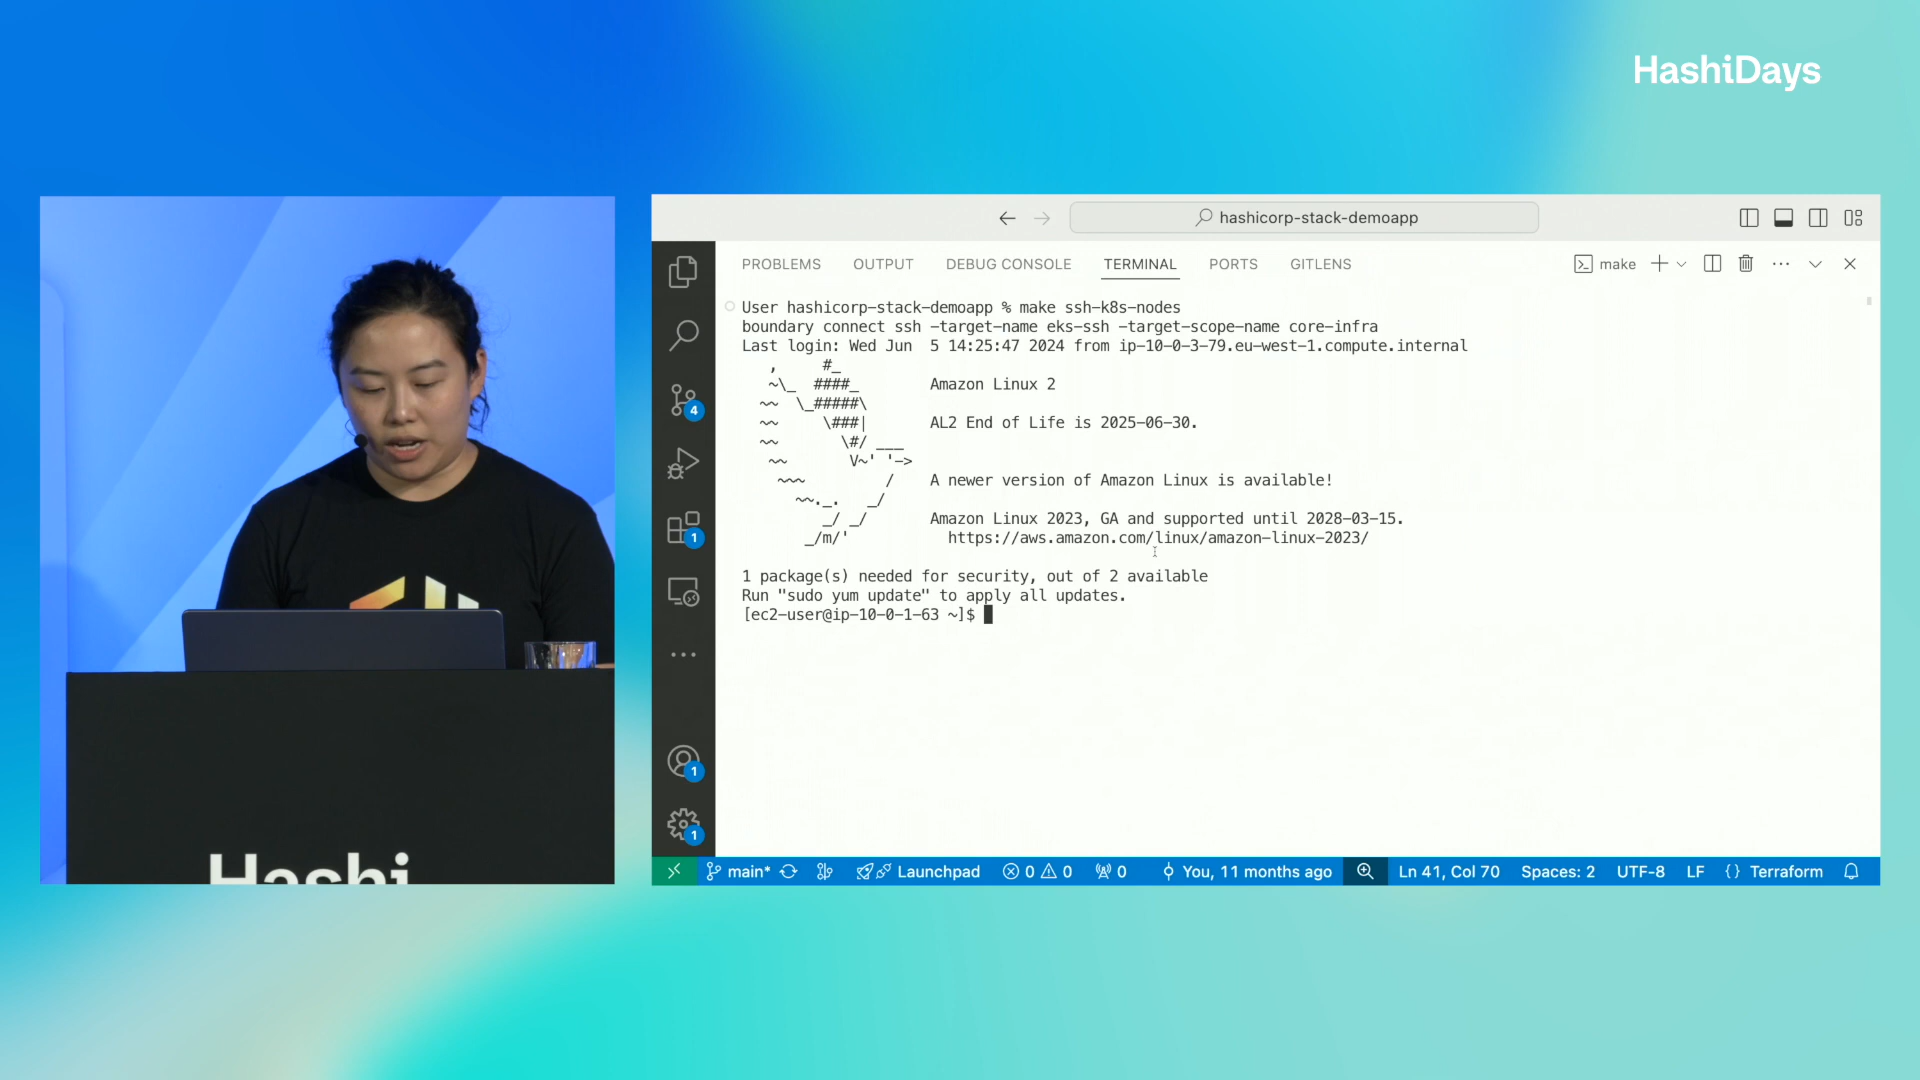 HashiDays
hashicorp-stack-demoapp
PROBLEMS OUTPUT DEBUG CONSOLE TERMINAL PORTS GITLENS make
User hashicorp-stack-demoapp % make ssh-k8s-nodes
boundary connect ssh -target-name eks-ssh -target-scope-name core-infra
Last login: Wed Jun  5 14:25:47 2024 from ip-10-0-3-79.eu-west-1.compute.internal
   ,     #_
   ~\_  ####_        Amazon Linux 2
  ~~  \_#####\
  ~~     \###|       AL2 End of Life is 2025-06-30.
  ~~       \#/ ___
   ~~       V~' '->
    ~~~         /    A newer version of Amazon Linux is available!
      ~~._.   _/
         _/ _/       Amazon Linux 2023, GA and supported until 2028-03-15.
       _/m/'           https://aws.amazon.com/linux/amazon-linux-2023/
1 package(s) needed for security, out of 2 available
Run "sudo yum update" to apply all updates.
[ec2-user@ip-10-0-1-63 ~]$
4
1
1
1
main* Launchpad 0 0 0 You, 11 months ago Ln 41, Col 70 Spaces: 2 UTF-8 LF {} Terraform
Hashi